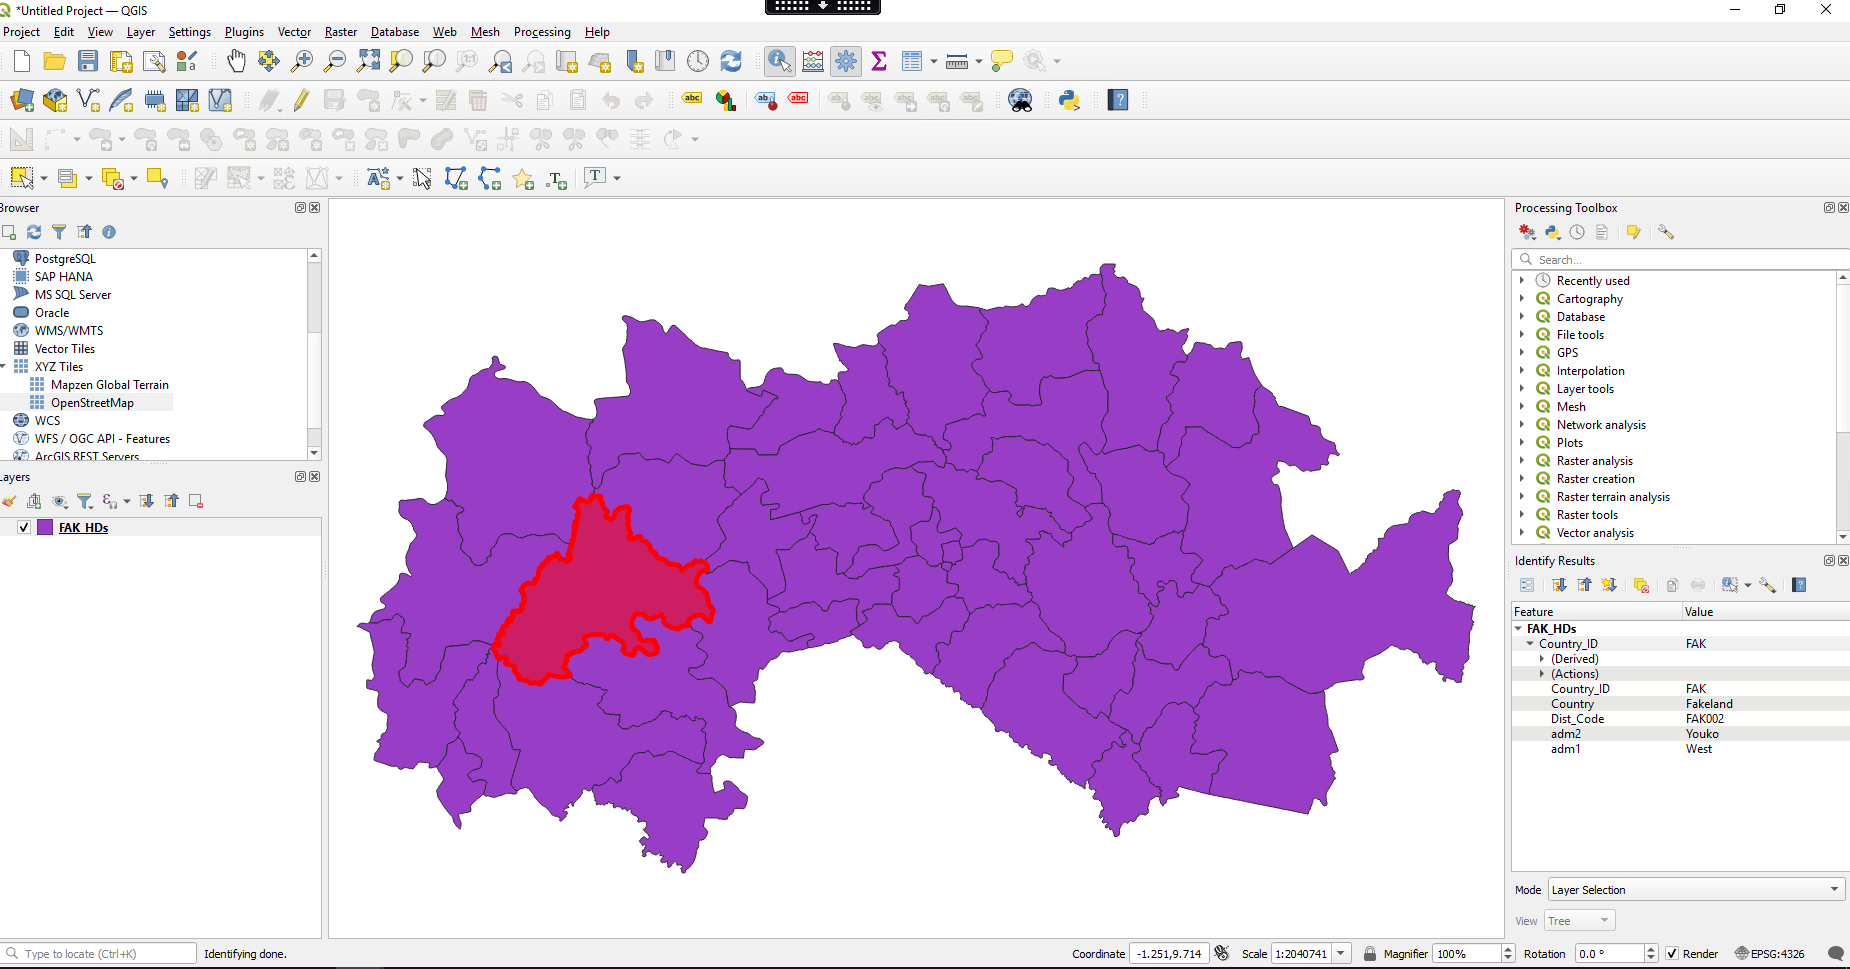 *Untitled Project — QGIS
Project Edit View Layer Settings Plugins Vector Raster Database Web Mesh Processing Help
abc abc abc
Browser
PostgreSQL
SAP HANA
MS SQL Server
Oracle
WMS/WMTS
Vector Tiles
XYZ Tiles
Mapzen Global Terrain
OpenStreetMap
WCS
WFS / OGC API - Features
ArcGIS REST Servers
Layers
FAK_HDs
Processing Toolbox
Search...
Recently used
Cartography
Database
File tools
GPS
Interpolation
Layer tools
Mesh
Network analysis
Plots
Raster analysis
Raster creation
Raster terrain analysis
Raster tools
Vector analysis
Identify Results
Feature Value
FAK_HDs
Country_ID FAK
(Derived)
(Actions)
Country_ID FAK
Country Fakeland
Dist_Code FAK002
adm2 Youko
adm1 West
Mode Layer Selection
View Tree
Type to locate (Ctrl+K) Identifying done. Coordinate -1.251,9.714 Scale 1:2040741 Magnifier 100% Rotation 0.0 ° Render EPSG:4326